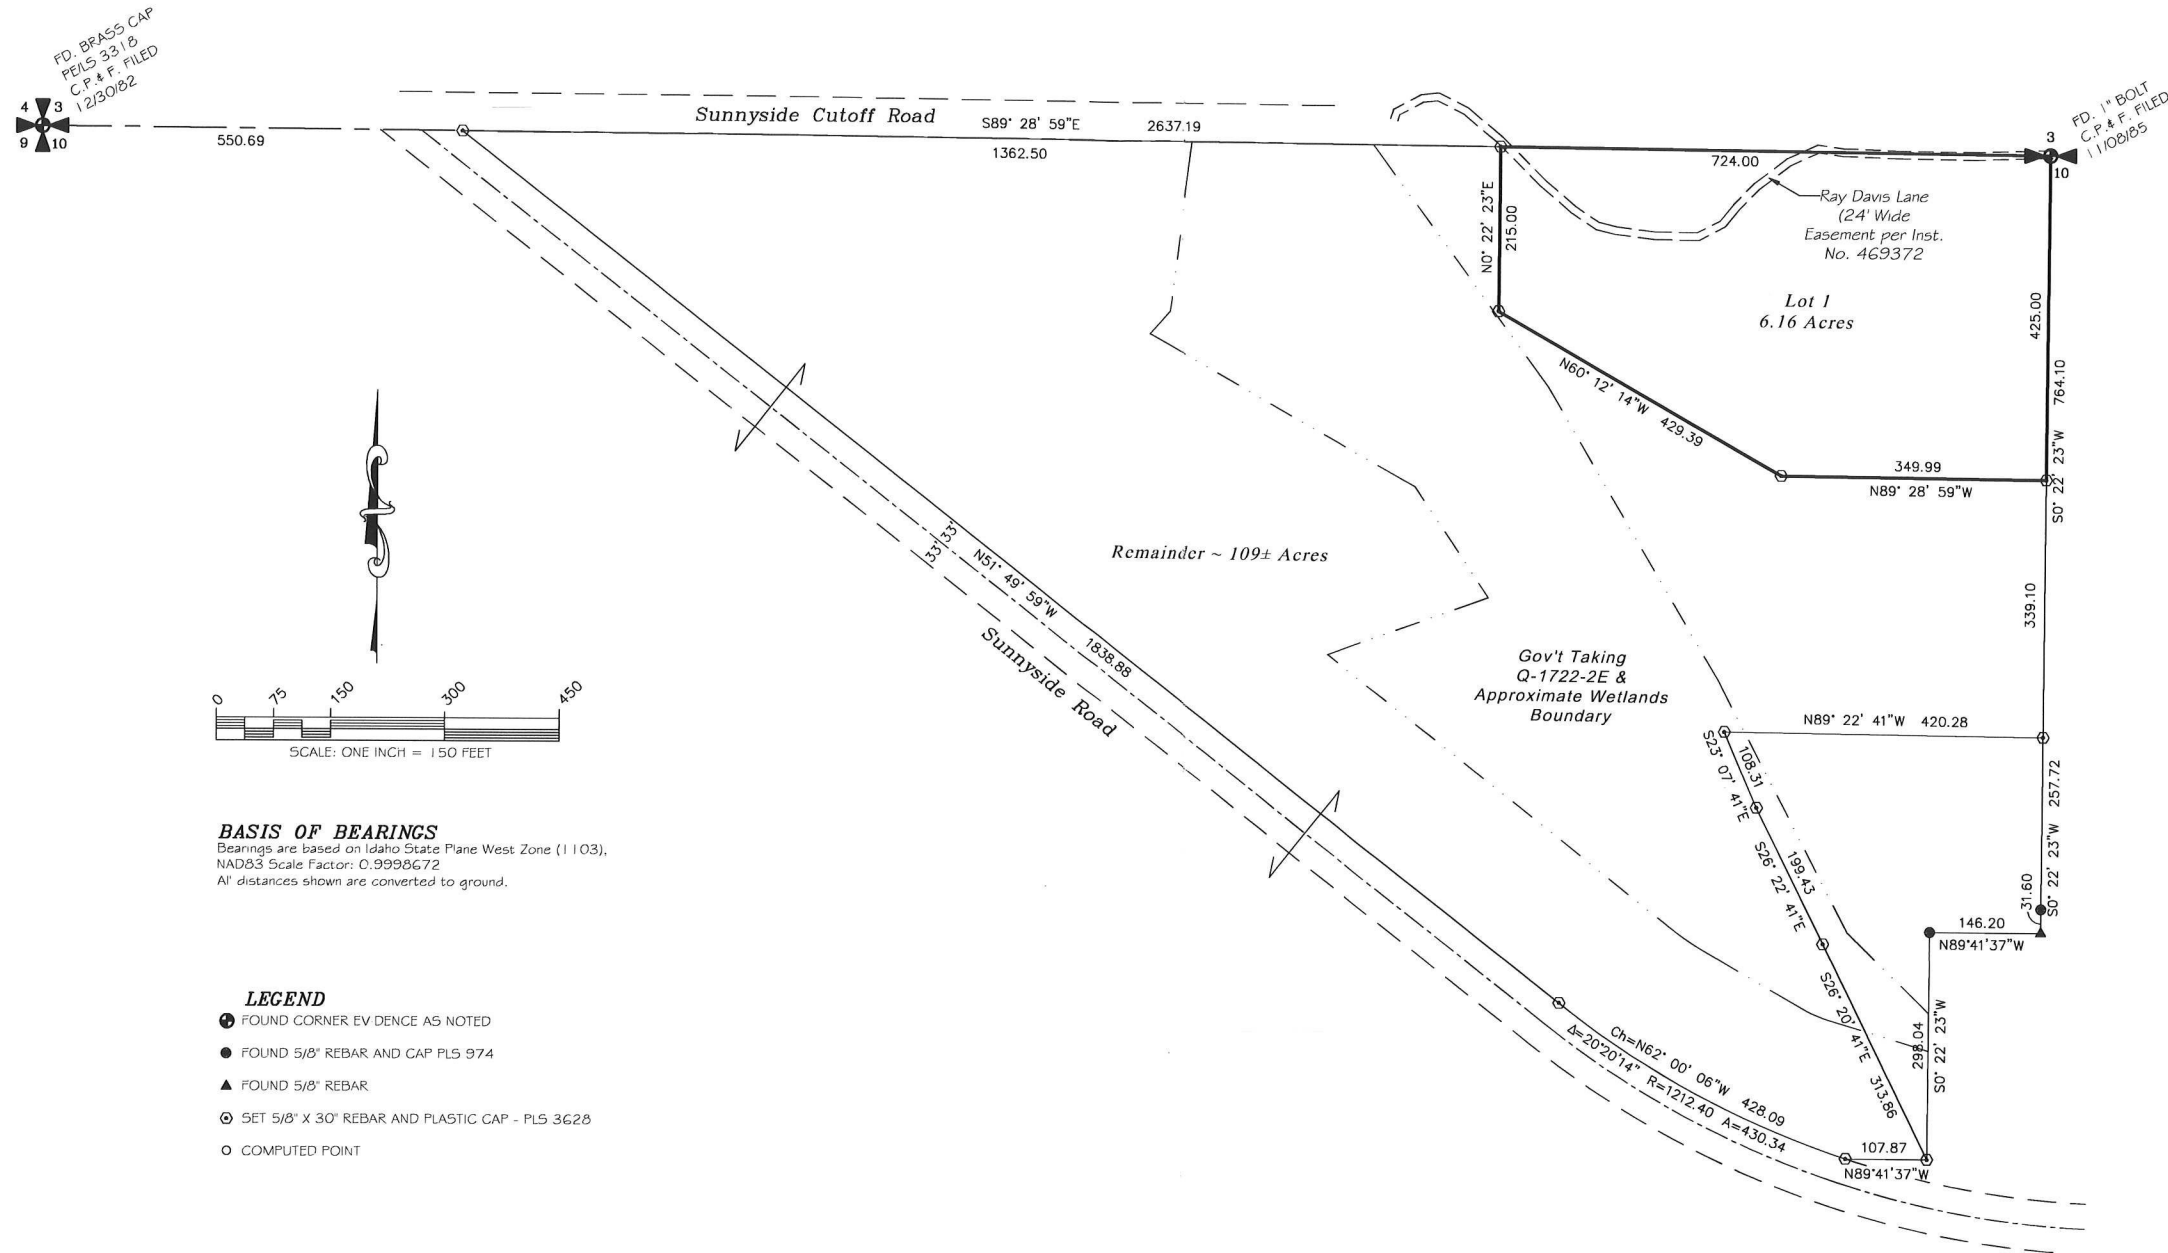 FD. BRASS CAP
PE/LS 3318
C.P. & F. FILED
12/30/82
4 3
9 10
550.69
Sunnyside Cutoff Road
S89° 28' 59"E 2637.19
1362.50
724.00
FD. 1" BOLT
C.P. & F. FILED
11/08/85
3
10
Ray Davis Lane
(24' Wide
Easement per Inst.
No. 469372
N0° 22' 23"E
215.00
Lot 1
6.16 Acres
425.00
764.10
S0° 22' 23"W
N60° 12' 14"W 429.39
349.99
N89° 28' 59"W
339.10
33' 33'
N51° 49' 59"W 1838.88
Sunnyside Road
Remainder ~ 109± Acres
Gov't Taking
Q-1722-2E &
Approximate Wetlands
Boundary
N89° 22' 41"W 420.28
108.31
S23° 07' 41"E
257.72
S0° 22' 23"W
199.43
S26° 22' 41"E
31.60
146.20
N89°41'37"W
S26° 20' 41"E 313.86
298.04
S0° 22' 23"W
Ch=N62° 00' 06"W 428.09
Δ=20°20'14" R=1212.40 A=430.34
107.87
N89°41'37"W
0 75 150 300 450
SCALE: ONE INCH = 150 FEET
BASIS OF BEARINGS
Bearings are based on Idaho State Plane West Zone (1103),
NAD83 Scale Factor: 0.9998672
Al' distances shown are converted to ground.
LEGEND
FOUND CORNER EV DENCE AS NOTED
FOUND 5/8" REBAR AND CAP PLS 974
FOUND 5/8" REBAR
SET 5/8" X 30" REBAR AND PLASTIC CAP - PLS 3628
COMPUTED POINT